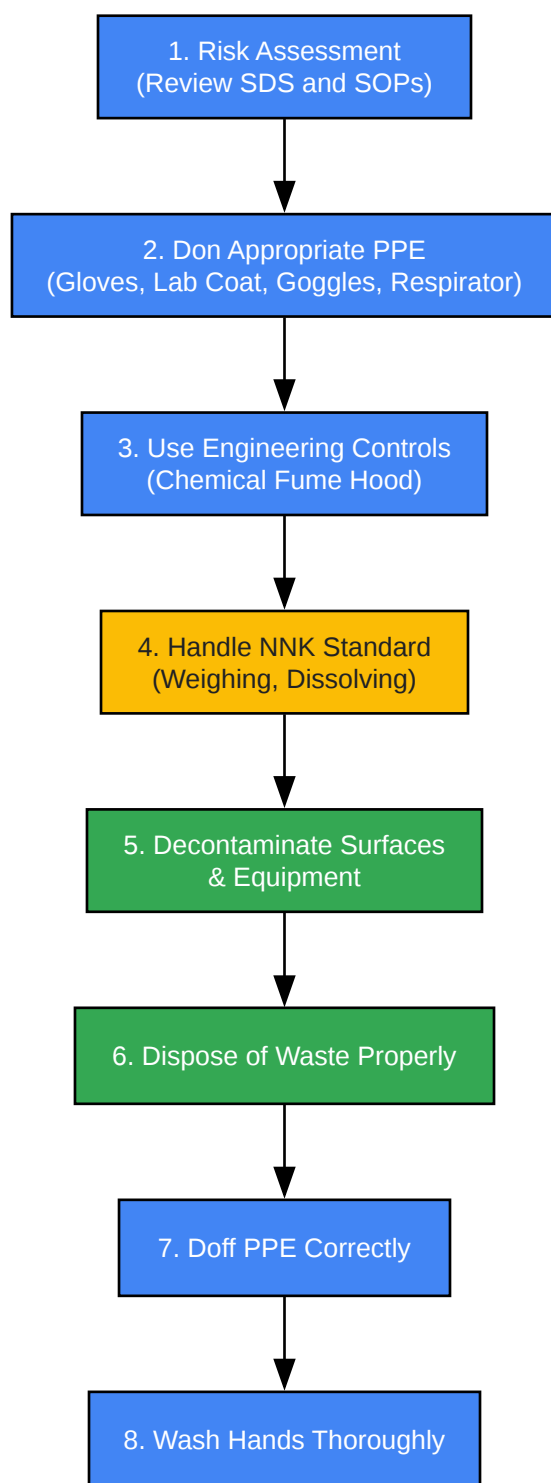 1. Risk Assessment
(Review SDS and SOPs)
2. Don Appropriate PPE
(Gloves, Lab Coat, Goggles, Respirator)
3. Use Engineering Controls
(Chemical Fume Hood)
4. Handle NNK Standard
(Weighing, Dissolving)
5. Decontaminate Surfaces
& Equipment
6. Dispose of Waste Properly
7. Doff PPE Correctly
8. Wash Hands Thoroughly